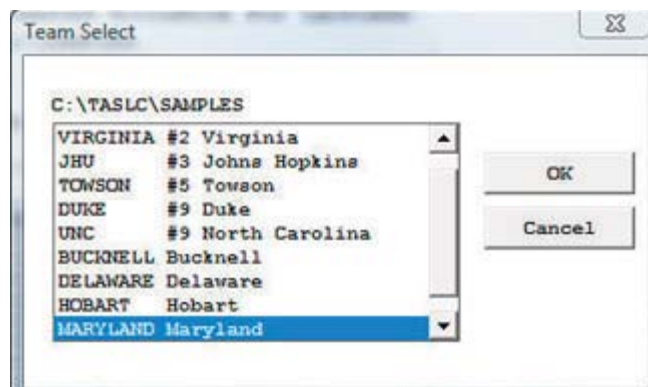 Team Select
C:\TASLC\SAMPLES
VIRGINIA #2 Virginia
JHU #3 Johns Hopkins
TOWSON #5 Towson
DUKE #9 Duke
UNC #9 North Carolina
BUCKNELL Bucknell
DELAWARE Delaware
HOBART Hobart
MARYLAND Maryland
OK
Cancel